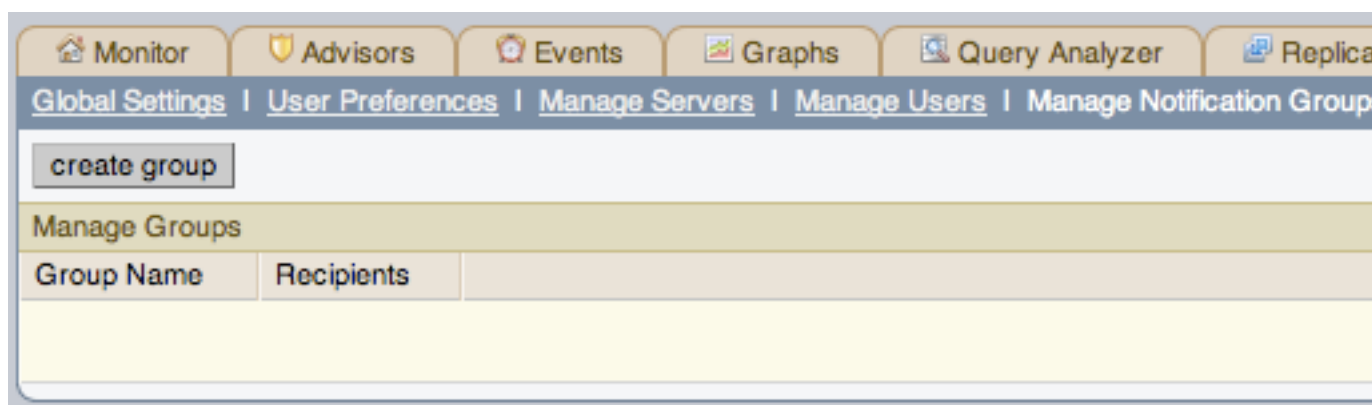 Monitor Advisors Events Graphs Query Analyzer Replica
Global Settings | User Preferences | Manage Servers | Manage Users | Manage Notification Group
create group
Manage Groups
Group Name Recipients